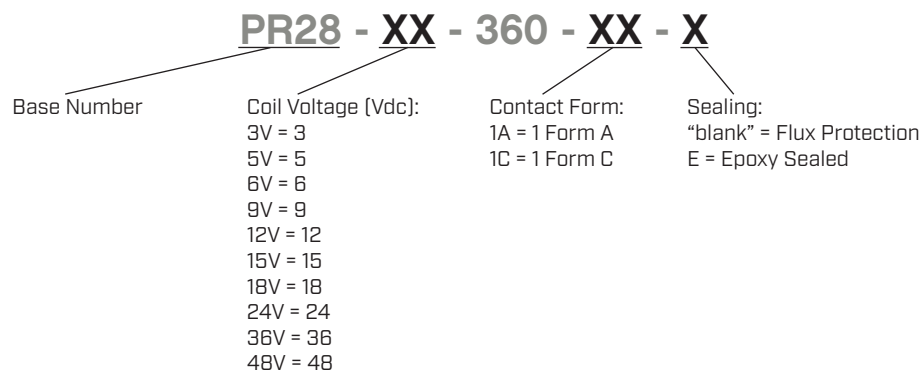 PR28 - XX - 360 - XX - X
Base Number
Coil Voltage (Vdc):
3V = 3
5V = 5
6V = 6
9V = 9
12V = 12
15V = 15
18V = 18
24V = 24
36V = 36
48V = 48
Contact Form:
1A = 1 Form A
1C = 1 Form C
Sealing:
“blank” = Flux Protection
E = Epoxy Sealed